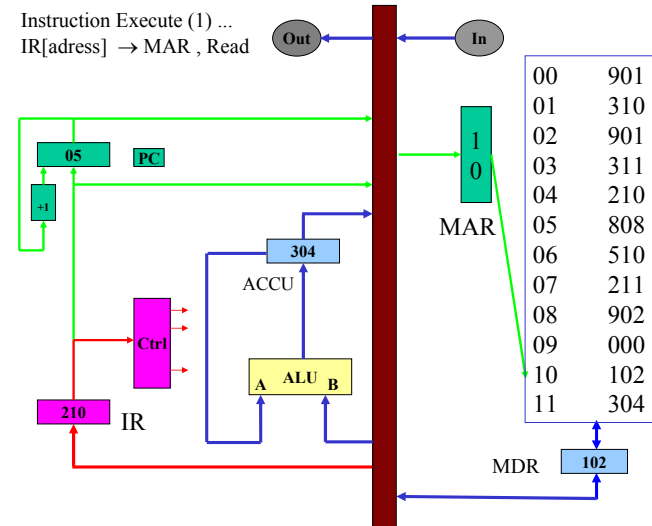 Instruction Execute (1) ...
IR[adress] → MAR , Read
Out
In
05
PC
+1
304
ACCU
Ctrl
A ALU B
210
IR
1
0
MAR
00 901
01 310
02 901
03 311
04 210
05 808
06 510
07 211
08 902
09 000
10 102
11 304
MDR
102